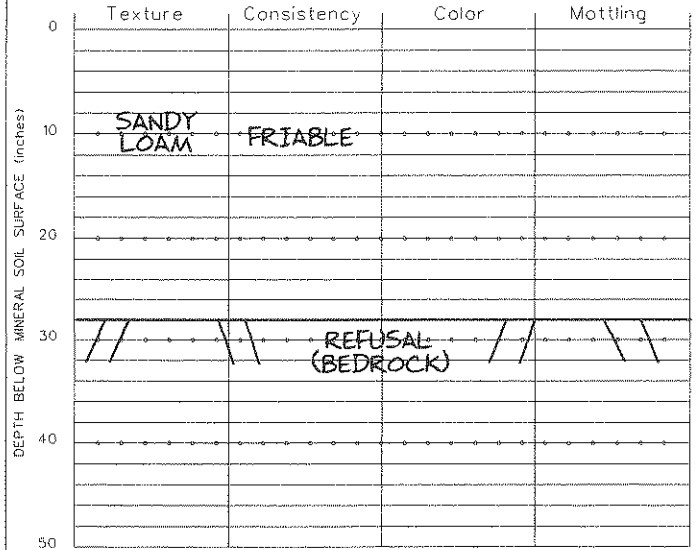 Texture Consistency Color Mottling
0
10
20
30
40
50
DEPTH BELOW MINERAL SOIL SURFACE (inches)
SANDY
LOAM
FRIABLE
REFUSAL
(BEDROCK)